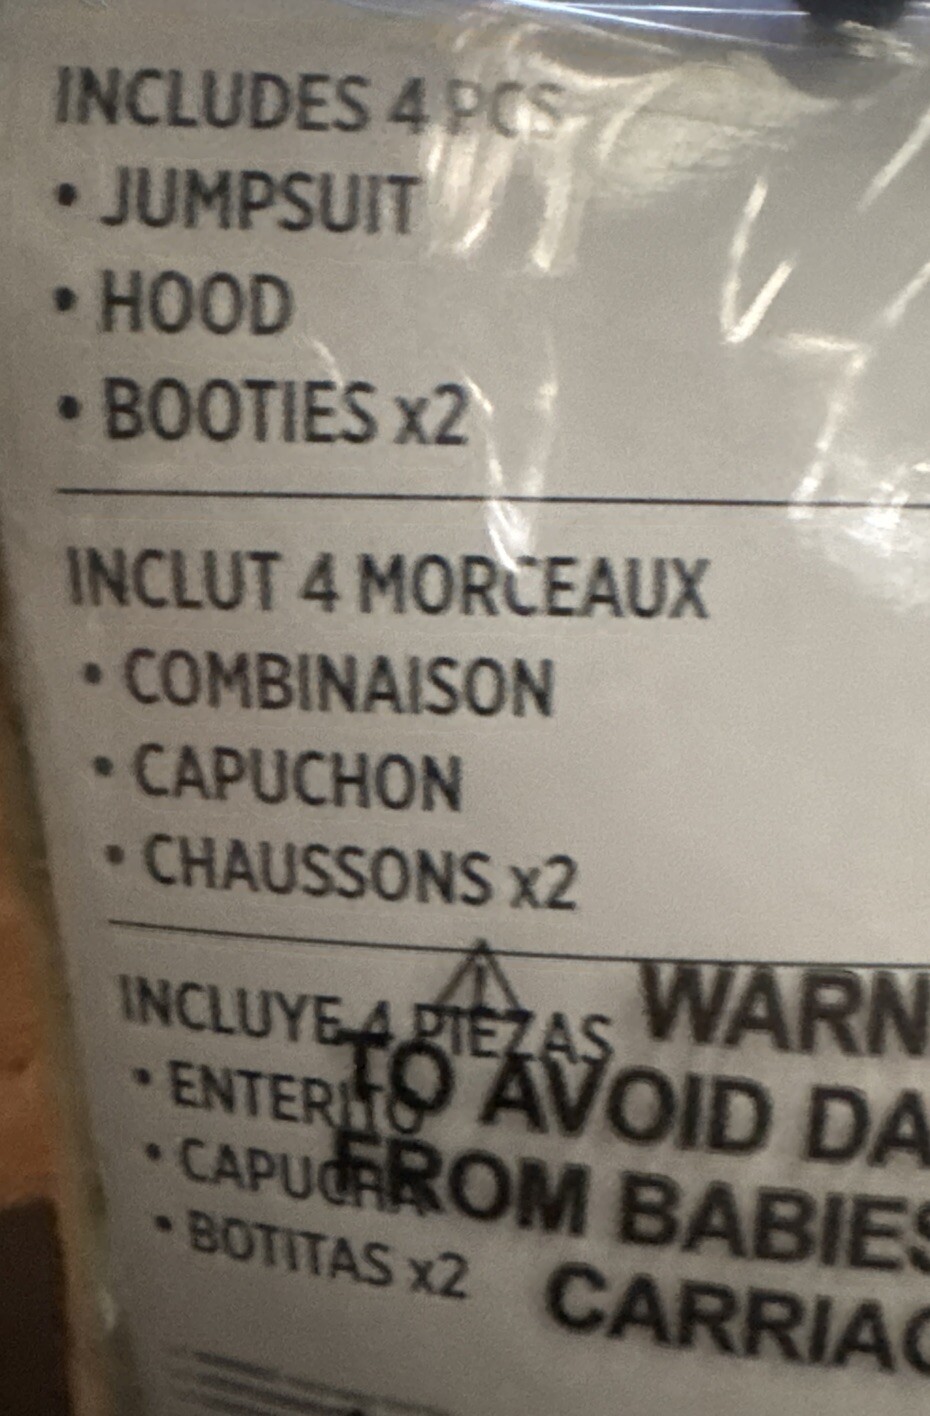 INCLUDES 4 PCS
• JUMPSUIT
• HOOD
• BOOTIES x2
INCLUT 4 MORCEAUX
• COMBINAISON
• CAPUCHON
• CHAUSSONS x2
INCLUYE 4 PIEZAS
• ENTERITO
• CAPUCHA
• BOTITAS x2
WARN
TO AVOID DA
FROM BABIES
CARRIAG